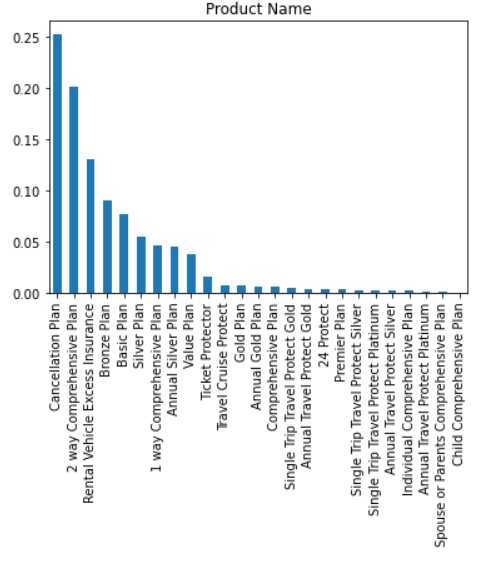 Product Name
0.25
0.20
0.15
0.10
0.05
0.00
Cancellation Plan
2 way Comprehensive Plan
Rental Vehicle Excess Insurance
Bronze Plan
Basic Plan
Silver Plan
1 way Comprehensive Plan
Annual Silver Plan
Value Plan
Ticket Protector
Travel Cruise Protect
Gold Plan
Annual Gold Plan
Comprehensive Plan
Single Trip Travel Protect Gold
Annual Travel Protect Gold
24 Protect
Premier Plan
Single Trip Travel Protect Silver
Single Trip Travel Protect Platinum
Annual Travel Protect Silver
Individual Comprehensive Plan
Annual Travel Protect Platinum
Spouse or Parents Comprehensive Plan
Child Comprehensive Plan